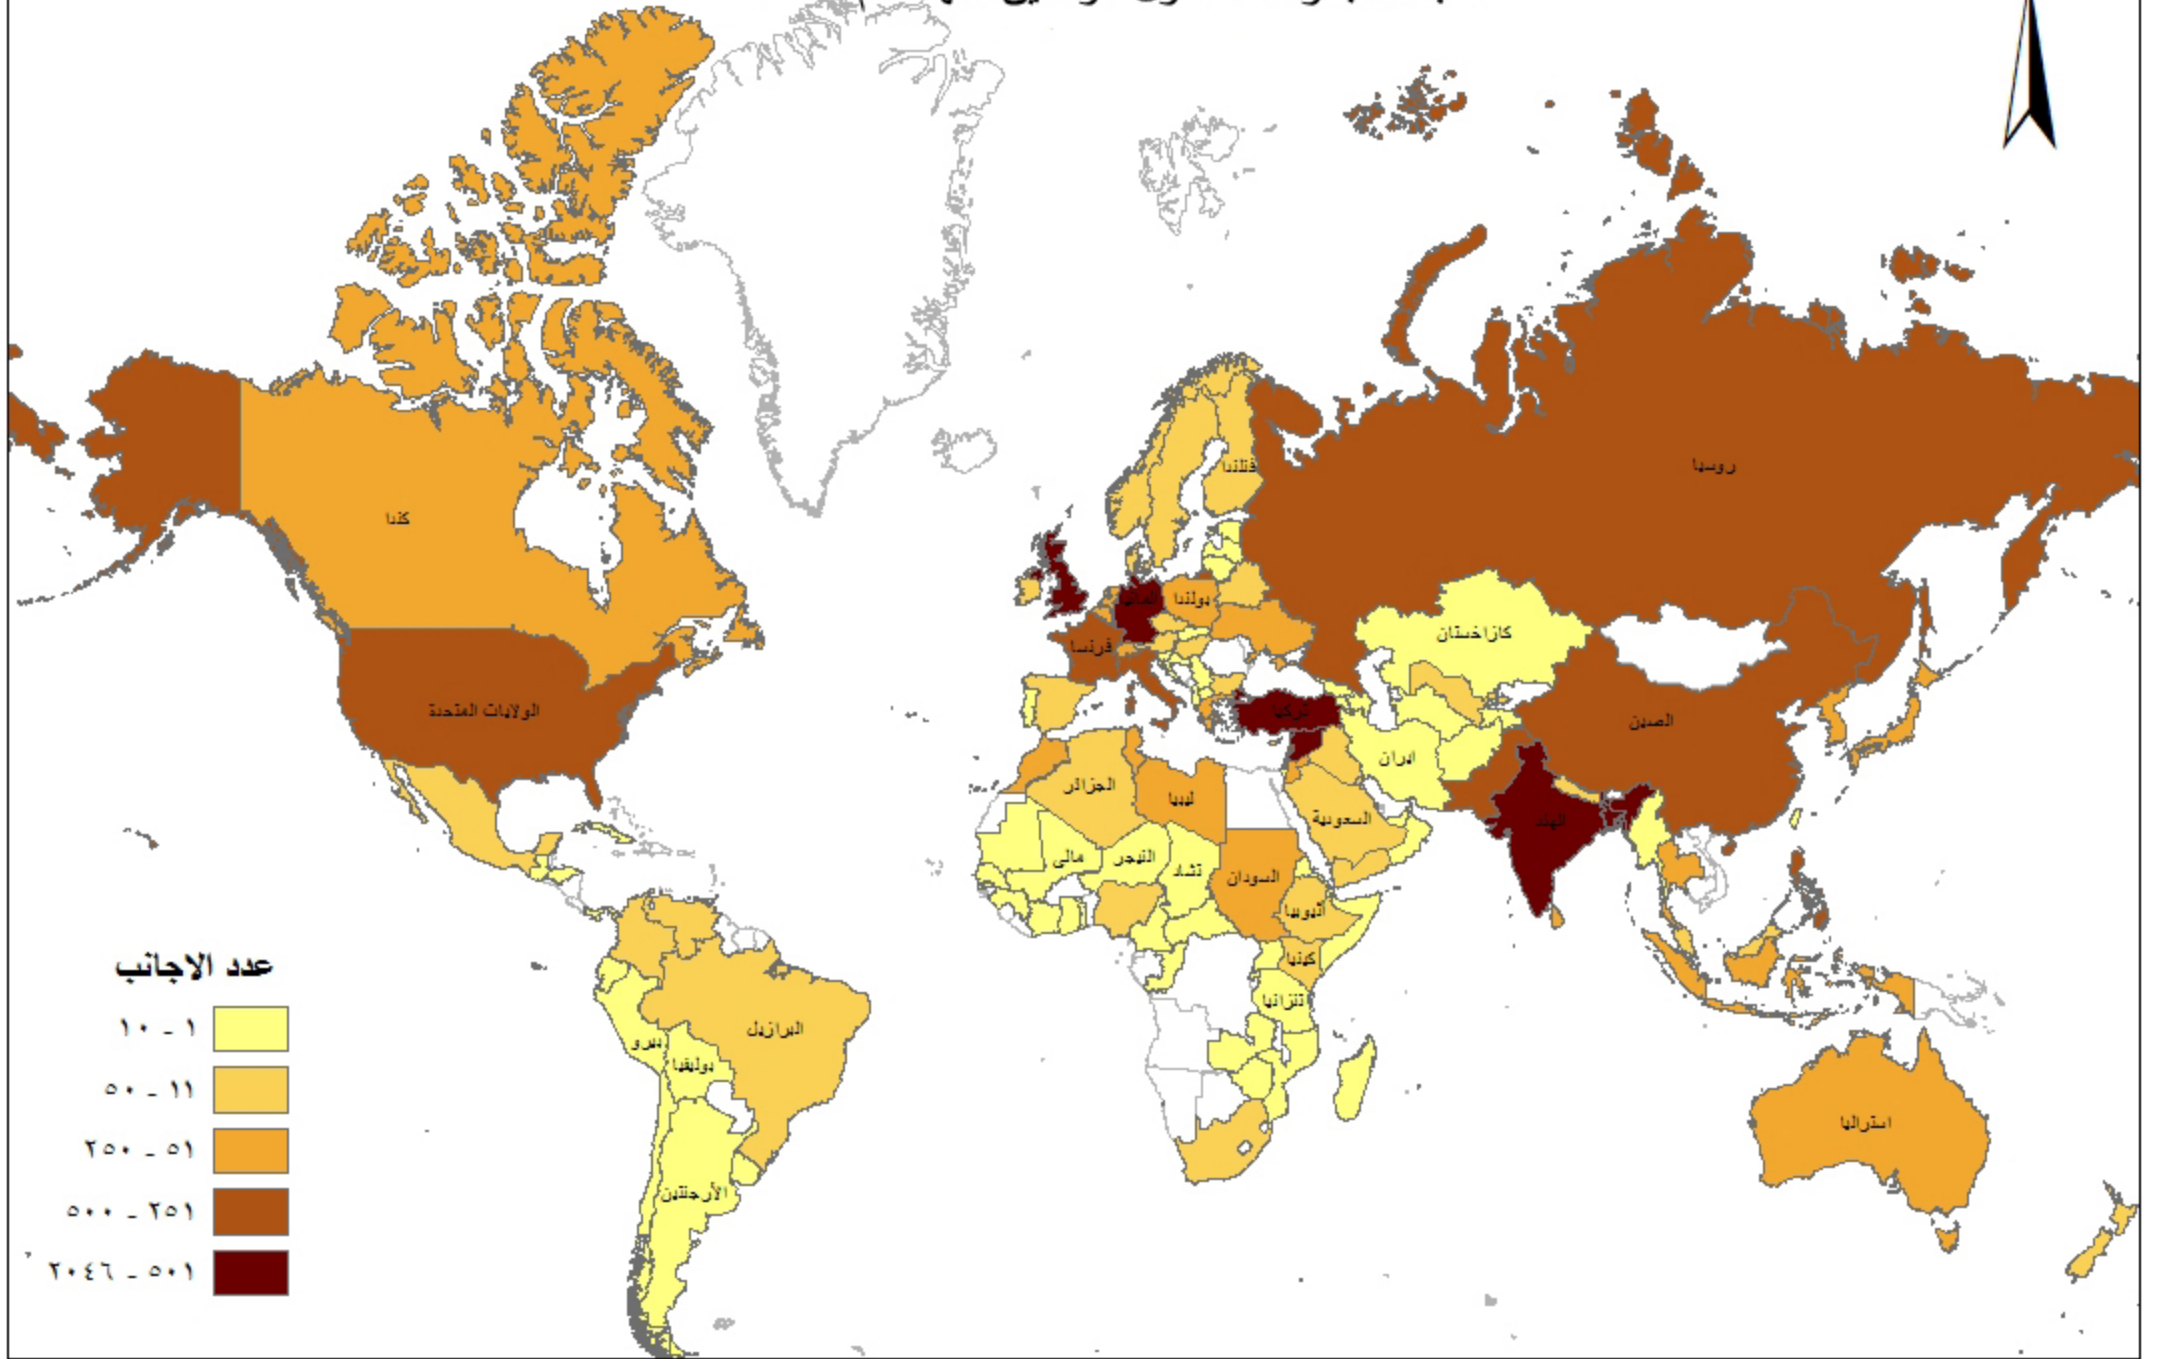 فنلندا
روسيا
كندا
المانيا
بولندا
فرنسا
كازاخستان
الولايات المتحدة
تركيا
الصين
ايران
الجزائر
ليبيا
السعودية
الهند
مالي
النيجر
تشاد
السودان
اثيوبيا
كينيا
تنزانيا
البرازيل
بيرو
بوليفيا
استراليا
الأرجنتين
عدد الاجانب
١ - ١٠
١١ - ٥٠
٥١ - ٢٥٠
٢٥١ - ٥٠٠
٥٠١ - ٢٠٤٦